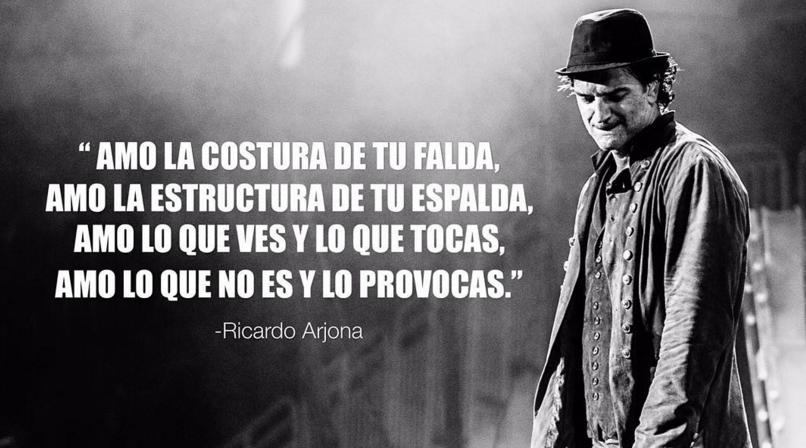 “ AMO LA COSTURA DE TU FALDA,
AMO LA ESTRUCTURA DE TU ESPALDA,
AMO LO QUE VES Y LO QUE TOCAS,
AMO LO QUE NO ES Y LO PROVOCAS.”
-Ricardo Arjona